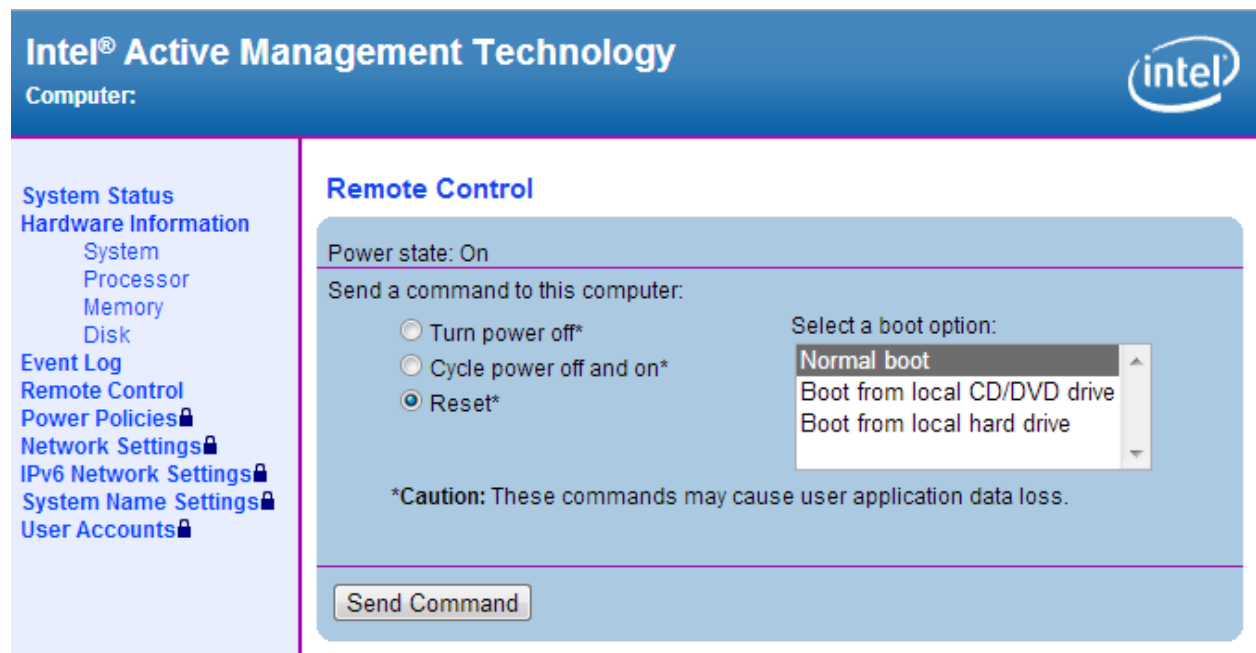 Intel® Active Management Technology
Computer:
intel
System Status
Hardware Information
System
Processor
Memory
Disk
Event Log
Remote Control
Power Policies
Network Settings
IPv6 Network Settings
System Name Settings
User Accounts
Remote Control
Power state: On
Send a command to this computer:
Turn power off*
Cycle power off and on*
Reset*
Select a boot option:
Normal boot
Boot from local CD/DVD drive
Boot from local hard drive
*Caution: These commands may cause user application data loss.
Send Command